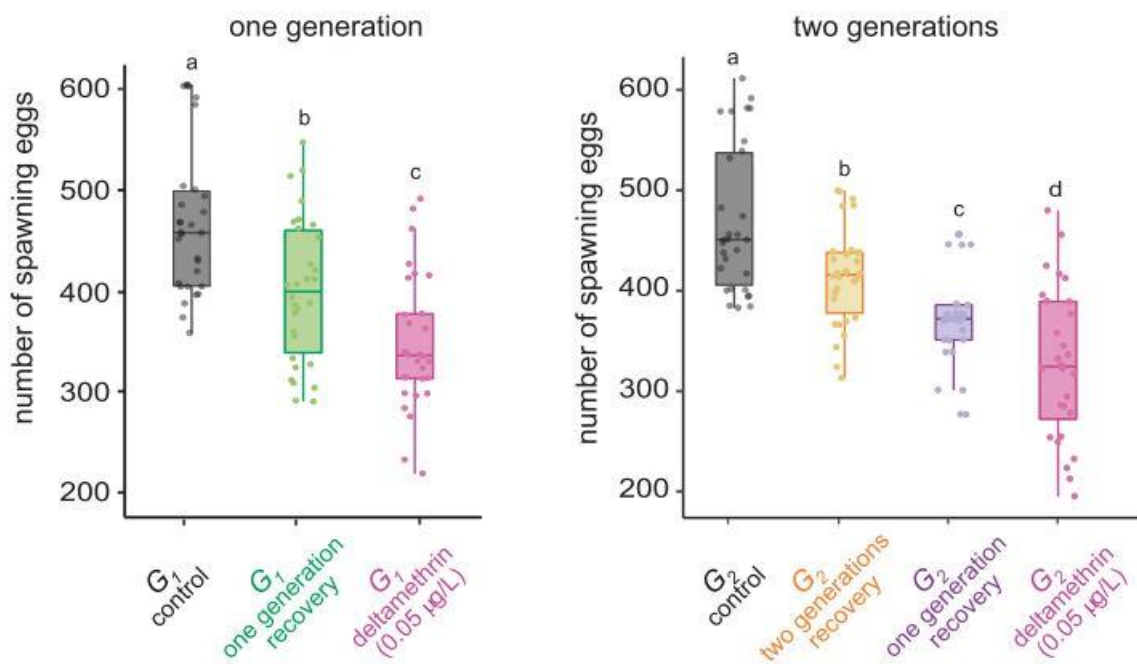 one generation
number of spawning eggs
600
500
400
300
200
a
b
c
G1
control
G1
one generation
recovery
G1
deltamethrin
(0.05 µg/L)
two generations
number of spawning eggs
600
500
400
300
200
a
b
c
d
G2
control
G2
two generations
recovery
G2
one generation
recovery
G2
deltamethrin
(0.05 µg/L)